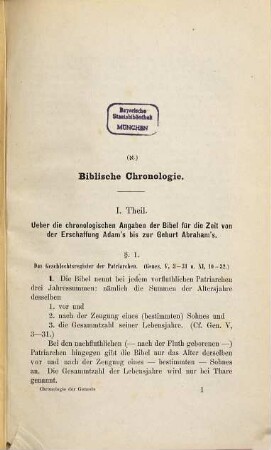 Bayerische
Staatsbibliothek
MÜNCHEN
Biblische Chronologie.
I. Theil.
Ueber die chronologischen Angaben der Bibel für die Zeit von
der Erschaffung Adam's bis zur Geburt Abraham's.
§. 1.
Das Geschlechtsregister der Patriarchen. (Genes. V, 3—31 u. XI, 10—32.)
1. Die Bibel nennt bei jedem vorfluthlichen Patriarchen
drei Jahressummen: nämlich die Summen der Altersjahre
desselben
1. vor und
2. nach der Zeugung eines (bestimmten) Sohnes und
3. die Gesammtzahl seiner Lebensjahre. (Cf. Gen. V,
3—31.)
Bei den nachfluthlichen (— nach der Fluth geborenen —)
Patriarchen hingegen gibt die Bibel nur das Alter derselben
vor und nach der Zeugung eines — bestimmten — Sohnes
an. Die Gesammtzahl der Lebensjahre wird nur bei Thare
genannt.
Chronologie der Genesis 1